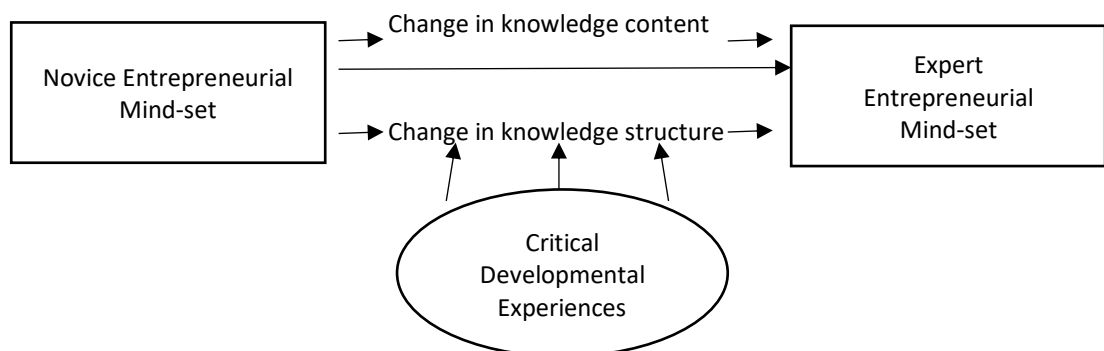 Change in knowledge content
Novice Entrepreneurial
Mind-set
Expert
Entrepreneurial
Mind-set
Change in knowledge structure
Critical
Developmental
Experiences